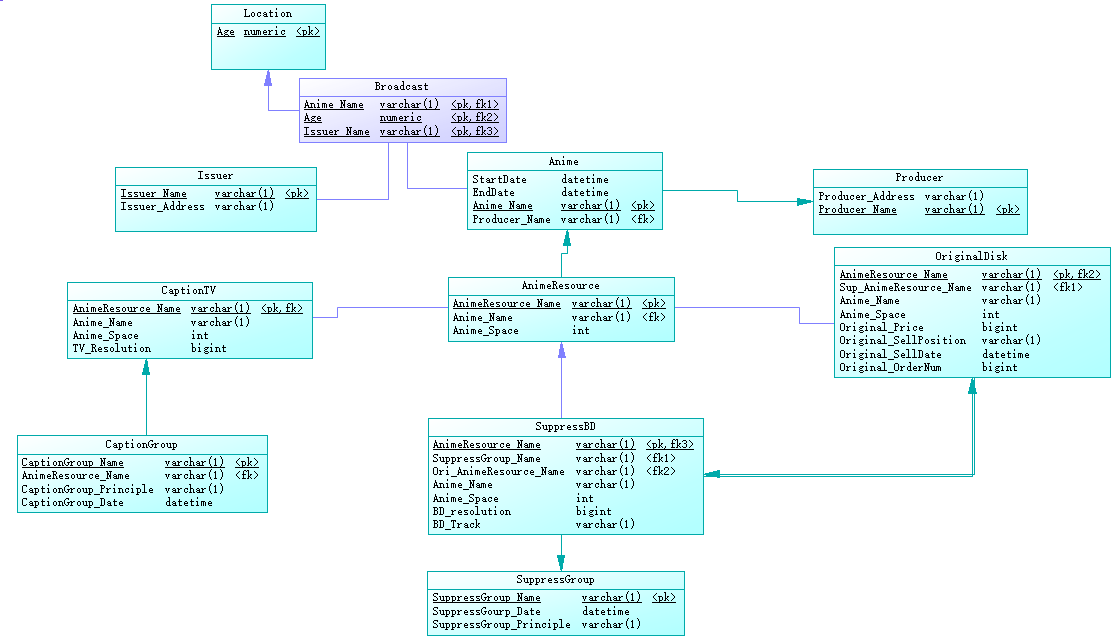 Location
Age numeric <pk>
Broadcast
Anime_Name varchar(1) <pk,fk1>
Age numeric <pk,fk2>
Issuer_Name varchar(1) <pk,fk3>
Issuer
Issuer_Name varchar(1) <pk>
Issuer_Address varchar(1)
Anime
StartDate datetime
EndDate datetime
Anime_Name varchar(1) <pk>
Producer_Name varchar(1) <fk>
Producer
Producer_Address varchar(1)
Producer_Name varchar(1) <pk>
OriginalDisk
AnimeResource_Name varchar(1) <pk,fk2>
Sup_AnimeResource_Name varchar(1) <fk1>
Anime_Name varchar(1)
Anime_Space int
Original_Price bigint
Original_SellPosition varchar(1)
Original_SellDate datetime
Original_OrderNum bigint
CaptionTV
AnimeResource_Name varchar(1) <pk,fk>
Anime_Name varchar(1)
Anime_Space int
TV_Resolution bigint
AnimeResource
AnimeResource_Name varchar(1) <pk>
Anime_Name varchar(1) <fk>
Anime_Space int
CaptionGroup
CaptionGroup_Name varchar(1) <pk>
AnimeResource_Name varchar(1) <fk>
CaptionGroup_Principle varchar(1)
CaptionGroup_Date datetime
SuppressBD
AnimeResource_Name varchar(1) <pk,fk3>
SuppressGroup_Name varchar(1) <fk1>
Ori_AnimeResource_Name varchar(1) <fk2>
Anime_Name varchar(1)
Anime_Space int
BD_resolution bigint
BD_Track varchar(1)
SuppressGroup
SuppressGroup_Name varchar(1) <pk>
SuppressGourp_Date datetime
SuppressGroup_Principle varchar(1)